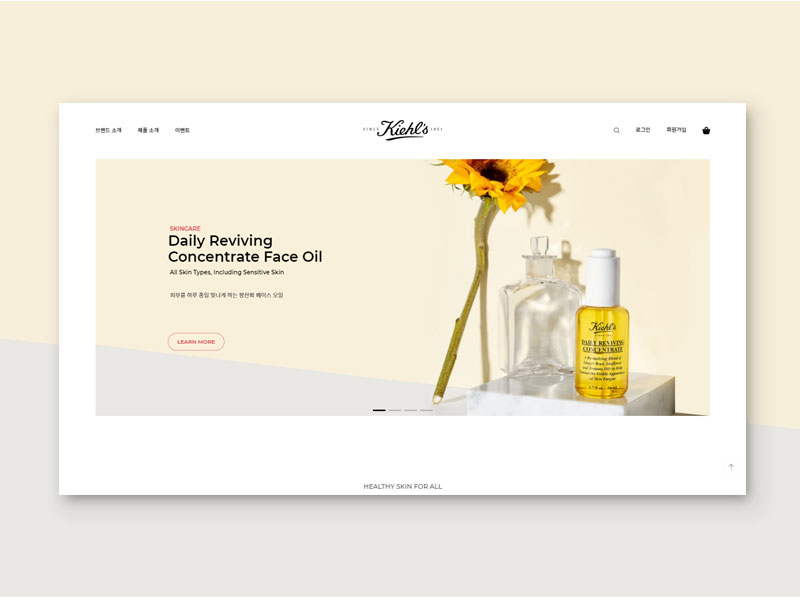 브랜드 소개 제품 소개 이벤트
SINCE Kiehl's 1851
로그인 회원가입
SKINCARE
Daily Reviving
Concentrate Face Oil
All Skin Types, Including Sensitive Skin
피부를 하루 종일 빛나게 하는 항산화 페이스 오일
LEARN MORE
Kiehl's
DAILY REVIVING
CONCENTRATE
HEALTHY SKIN FOR ALL